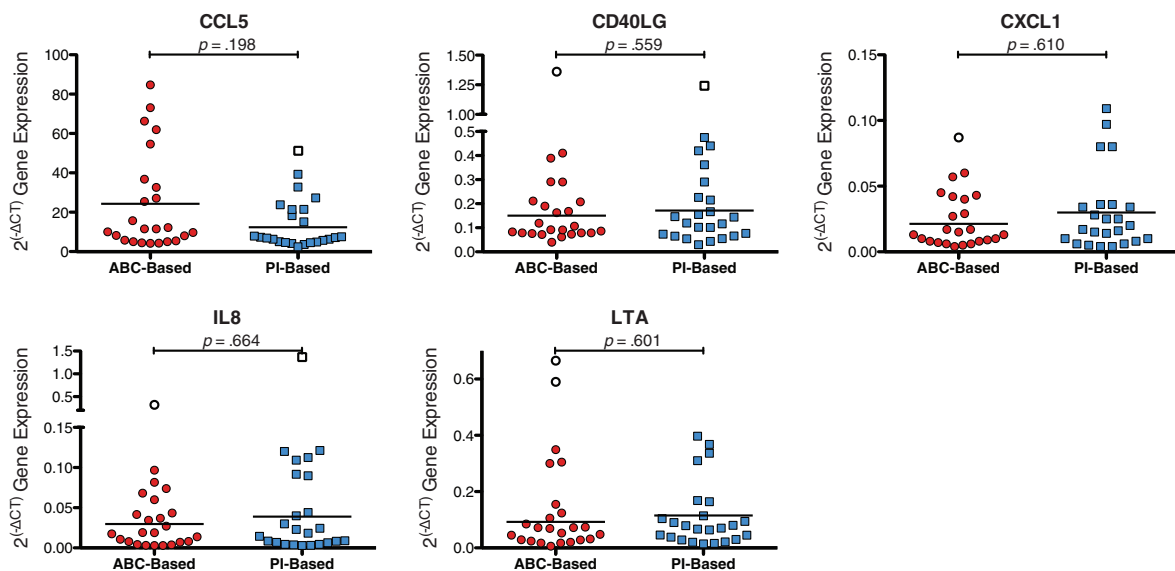 CCL5
p = .198
2(-ΔCT) Gene Expression
100
80
60
40
20
0
ABC-Based
PI-Based
CD40LG
p = .559
2(-ΔCT) Gene Expression
1.50
1.25
1.00
0.5
0.4
0.3
0.2
0.1
0.0
ABC-Based
PI-Based
CXCL1
p = .610
2(-ΔCT) Gene Expression
0.15
0.10
0.05
0.00
ABC-Based
PI-Based
IL8
p = .664
2(-ΔCT) Gene Expression
1.5
1.0
0.5
0.15
0.10
0.05
0.00
ABC-Based
PI-Based
LTA
p = .601
2(-ΔCT) Gene Expression
0.6
0.4
0.2
0.0
ABC-Based
PI-Based